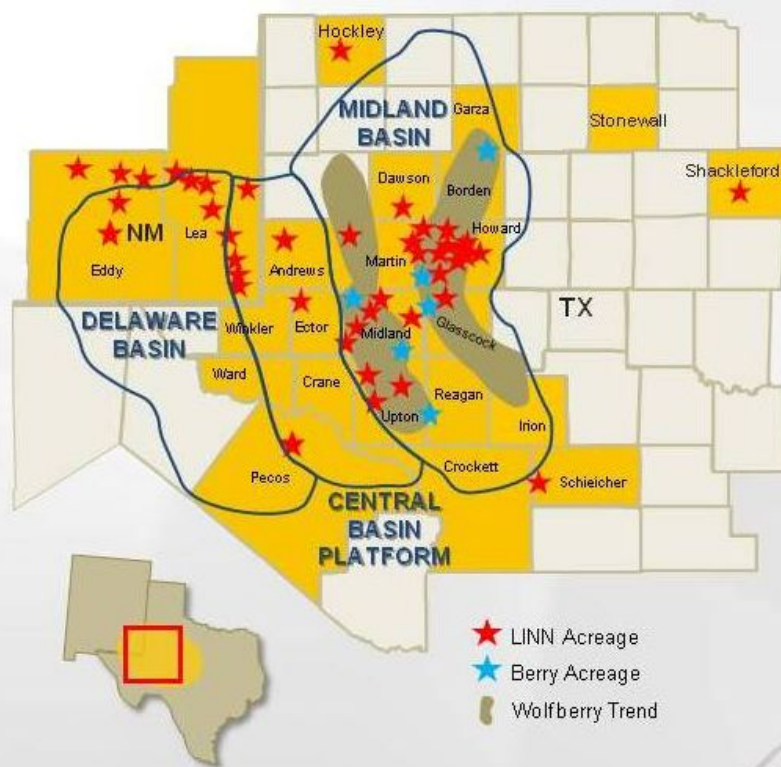 Hockley
MIDLAND
BASIN
Garza
Stonewall
Shackleford
Dawson
Borden
NM
Lea
Howard
Eddy
Andrews
Martin
TX
DELAWARE
BASIN
Winkler
Ector
Midland
Glasscock
Ward
Crane
Upton
Reagan
Irion
Pecos
Crockett
Schieicher
CENTRAL
BASIN
PLATFORM
LINN Acreage
Berry Acreage
Wolfberry Trend